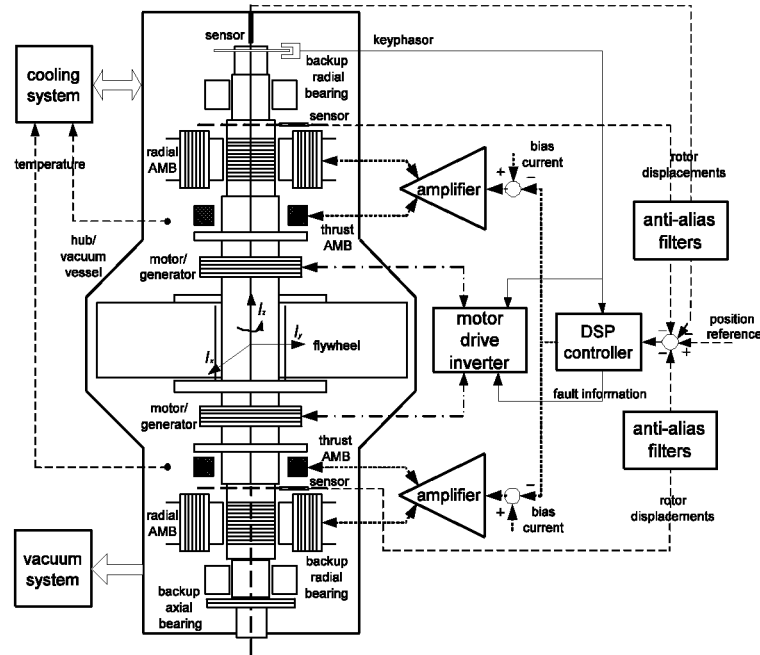 sensor
keyphasor
cooling
system
backup
radial
bearing
sensor
radial
AMB
temperature
bias
current
+
−
amplifier
rotor
displacements
anti-alias
filters
hub/
vacuum
vessel
thrust
AMB
motor/
generator
I_z
I_y
I_x
flywheel
motor
drive
inverter
DSP
controller
−
−
+
−
position
reference
fault information
motor/
generator
thrust
AMB
sensor
anti-alias
filters
amplifier
−
+
bias
current
rotor
displacements
radial
AMB
vacuum
system
backup
radial
bearing
backup
axial
bearing